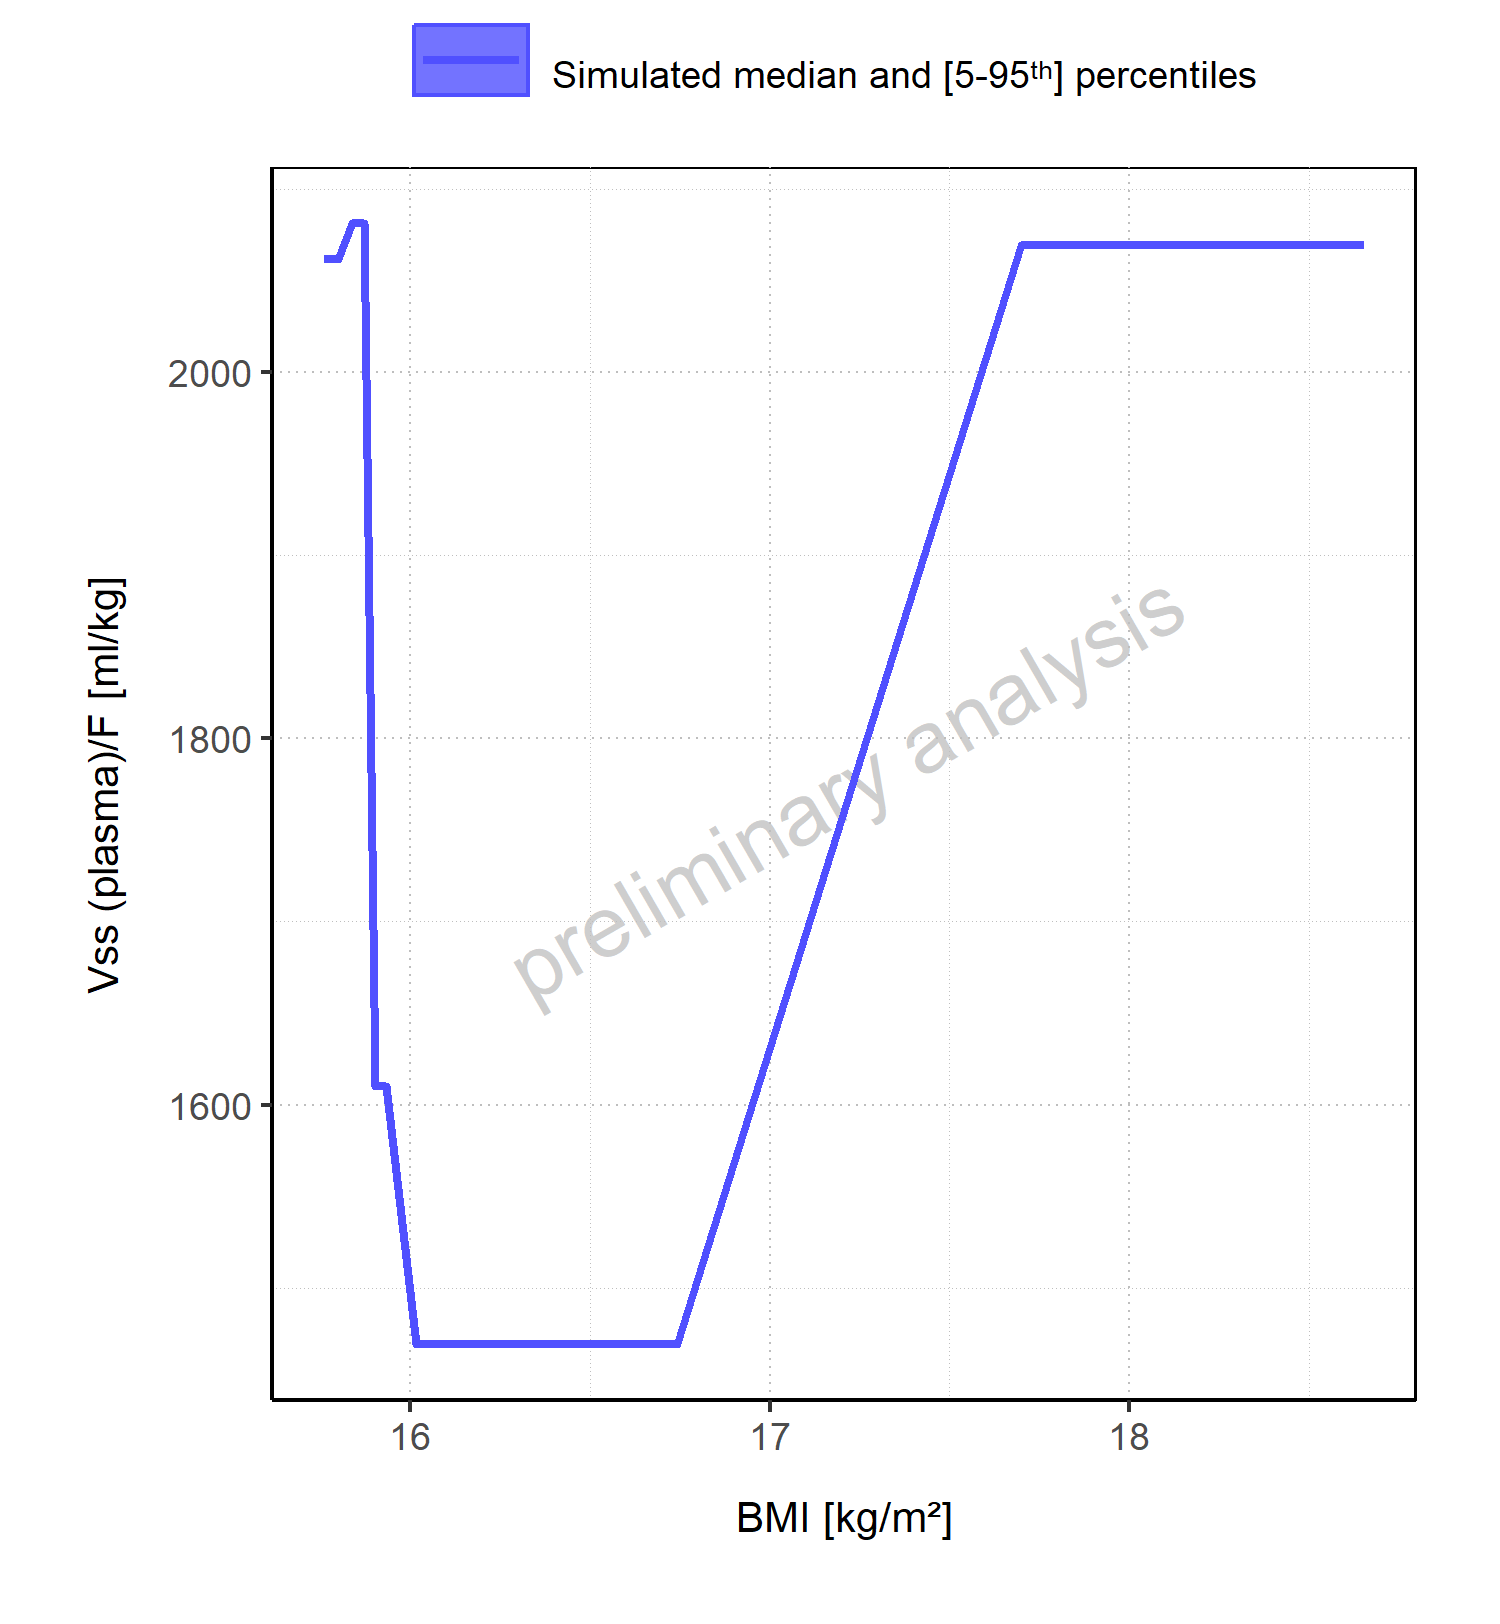 Simulated median and [5-95ᵗʰ] percentiles
2000
1800
1600
Vss (plasma)/F [ml/kg]
preliminary analysis
16 17 18
BMI [kg/m²]